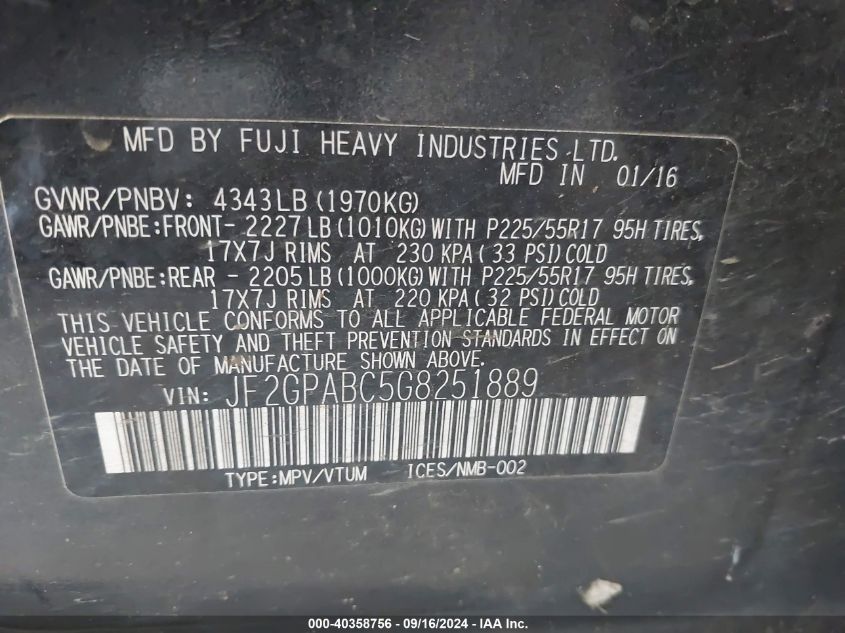 MFD BY FUJI HEAVY INDUSTRIES LTD.
MFD IN 01/16
GVWR/PNBV: 4343LB (1970KG)
GAWR/PNBE:FRONT- 2227 LB (1010KG) WITH P225/55R17 95H TIRES,
17X7J RIMS AT 230 KPA ( 33 PSI) COLD
GAWR/PNBE:REAR - 2205 LB (1000KG) WITH P225/55R17 95H TIRES,
17X7J RIMS AT 220 KPA ( 32 PSI) COLD
THIS VEHICLE CONFORMS TO ALL APPLICABLE FEDERAL MOTOR
VEHICLE SAFETY AND THEFT PREVENTION STANDARDS IN EFFECT ON
THE DATE OF MANUFACTURE SHOWN ABOVE.
VIN: JF2GPABC5G8251889
TYPE:MPV/VTUM ICES/NMB-002
000-40358756 - 09/16/2024 - IAA Inc.